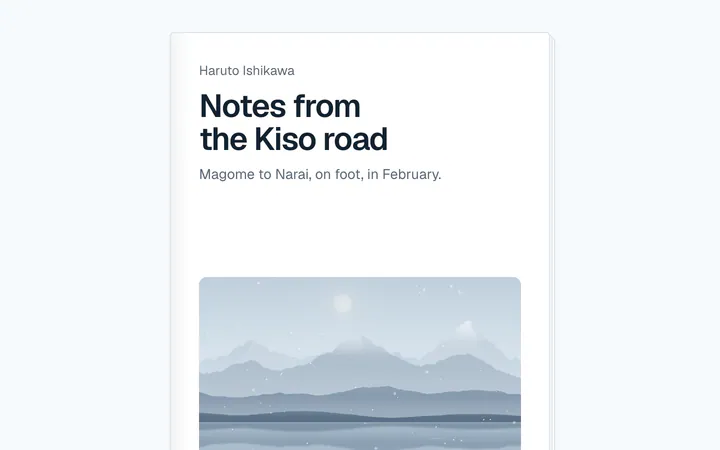 Haruto Ishikawa
Notes from
the Kiso road
Magome to Narai, on foot, in February.